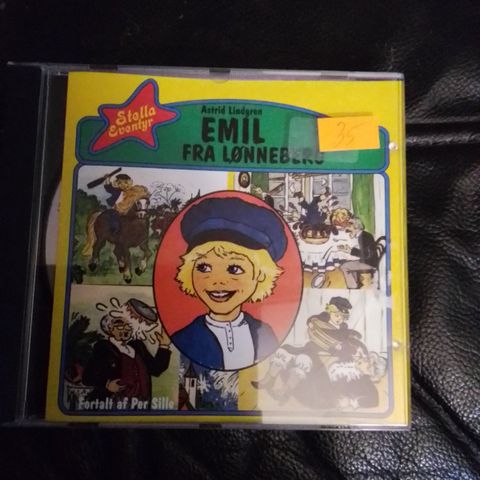 Stella
Eventyr
Astrid Lindgren
EMIL
FRA LØNNEBERG
35
Fortalt af Per Sille